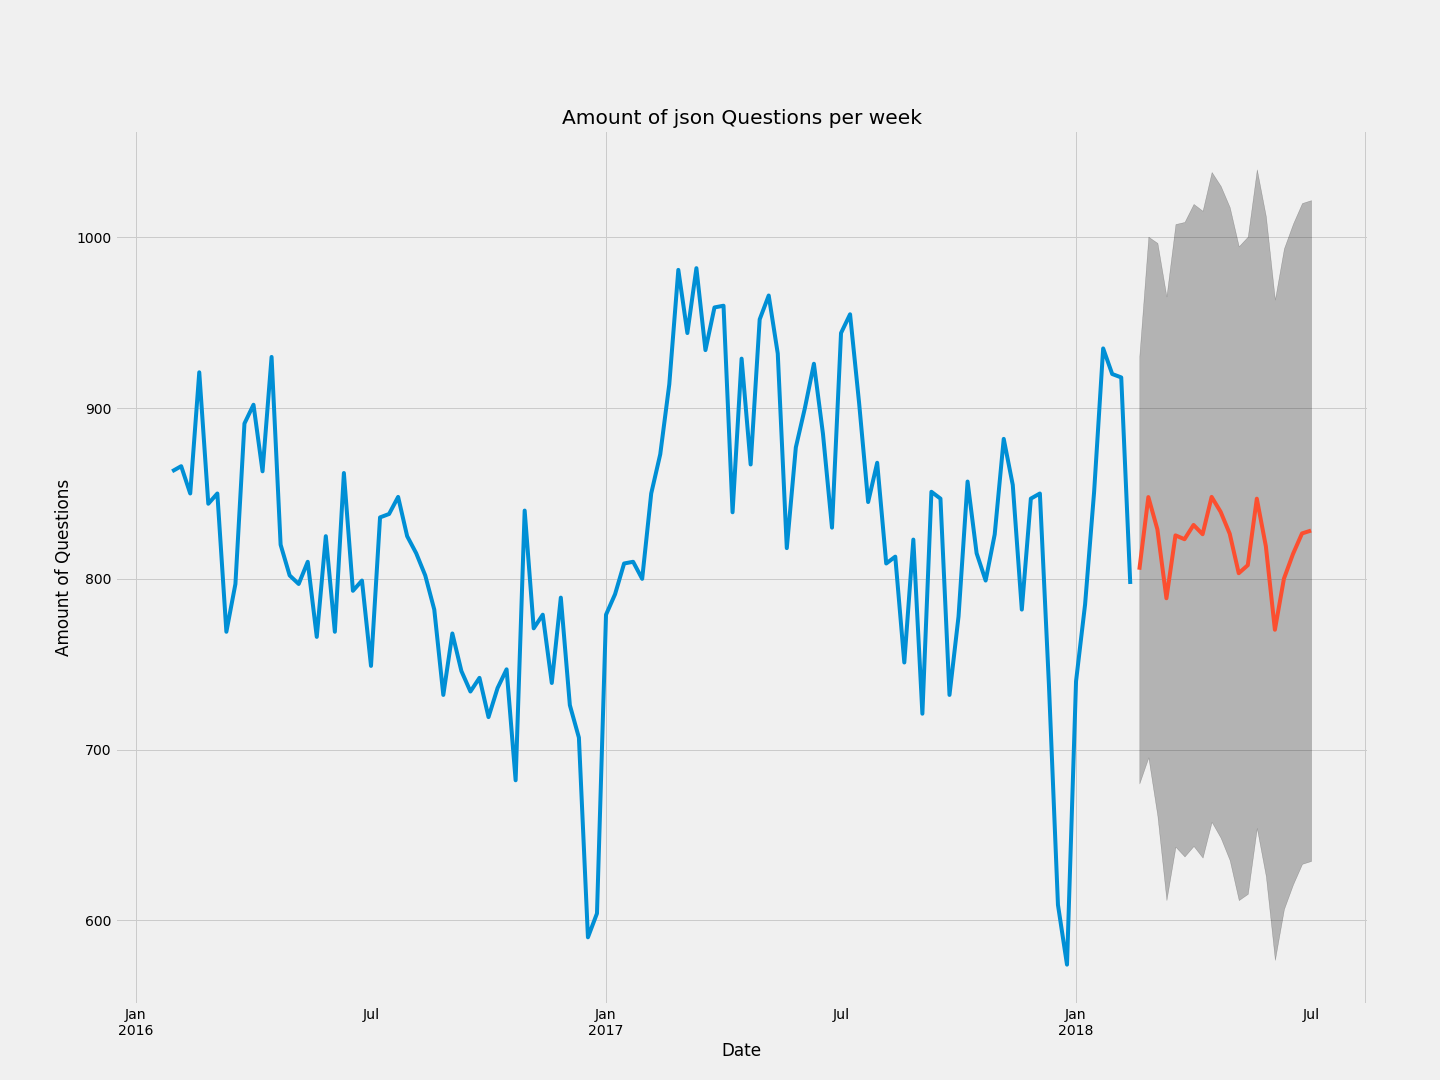 Amount of json Questions per week
1000
900
800
700
600
Amount of Questions
Jan
2016
Jul
Jan
2017
Jul
Jan
2018
Jul
Date